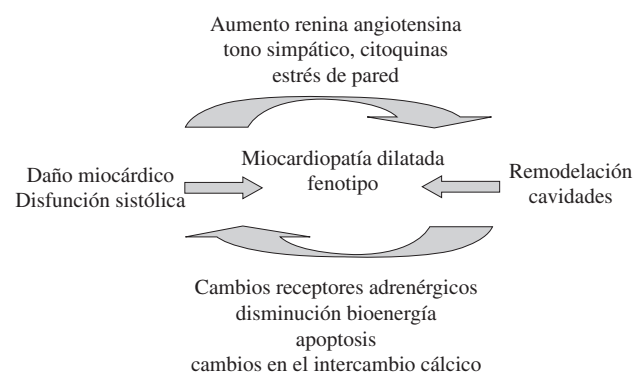 Aumento renina angiotensina
tono simpático, citoquinas
estrés de pared
Daño miocárdico
Disfunción sistólica
Miocardiopatía dilatada
fenotipo
Remodelación
cavidades
Cambios receptores adrenérgicos
disminución bioenergía
apoptosis
cambios en el intercambio cálcico